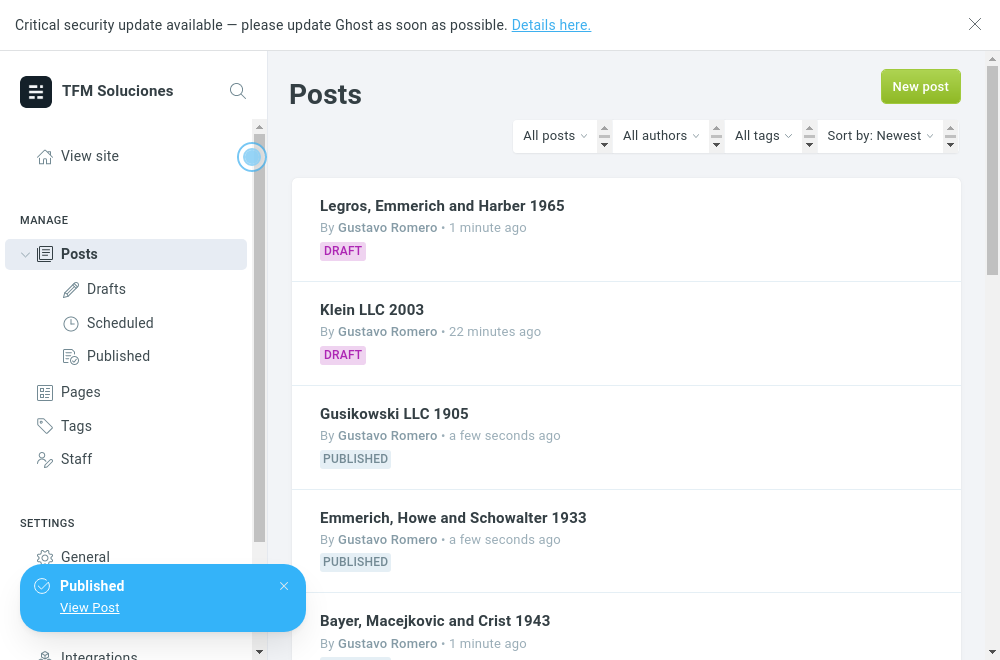 Critical security update available — please update Ghost as soon as possible. Details here.
TFM Soluciones
View site
MANAGE
Posts
Drafts
Scheduled
Published
Pages
Tags
Staff
SETTINGS
General
Integrations
Published
View Post
Posts
New post
All posts
All authors
All tags
Sort by: Newest
Legros, Emmerich and Harber 1965
By Gustavo Romero • 1 minute ago
DRAFT
Klein LLC 2003
By Gustavo Romero • 22 minutes ago
DRAFT
Gusikowski LLC 1905
By Gustavo Romero • a few seconds ago
PUBLISHED
Emmerich, Howe and Schowalter 1933
By Gustavo Romero • a few seconds ago
PUBLISHED
Bayer, Macejkovic and Crist 1943
By Gustavo Romero • 1 minute ago